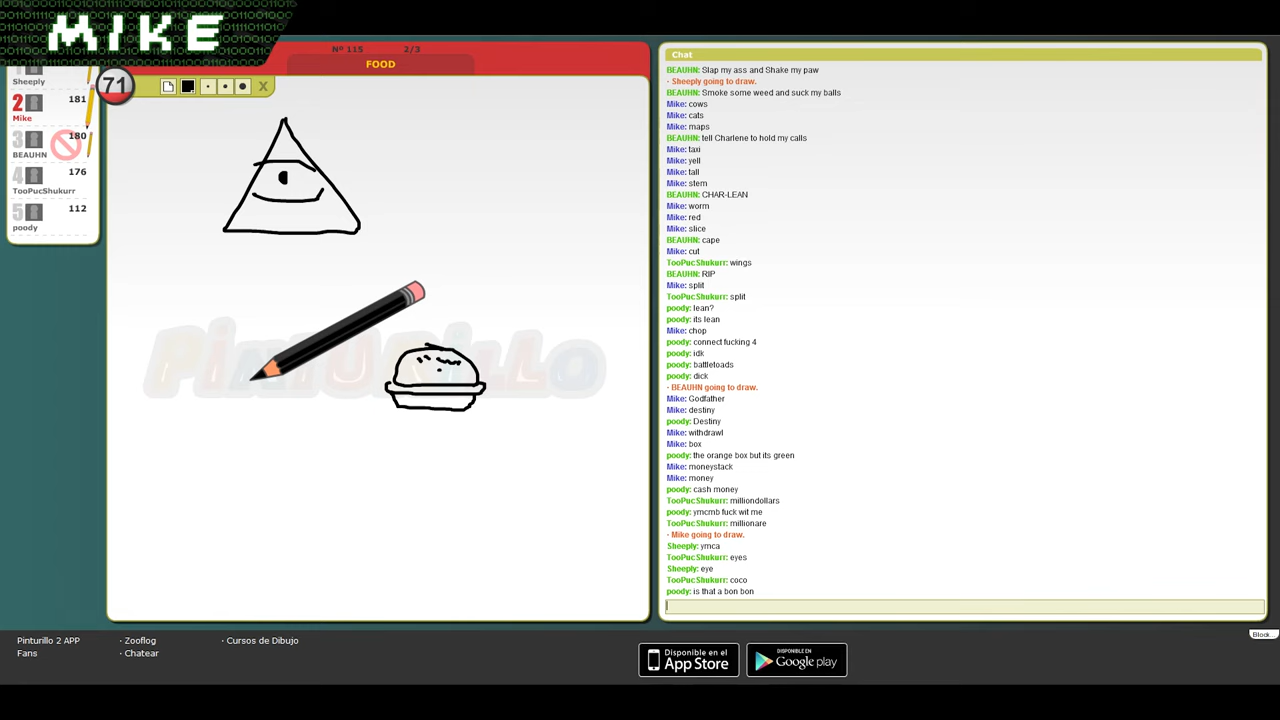 MIKE
Nº 115 2/3
FOOD
71
1
Sheeply
2 181
Mike
3 180
BEAUHN
4 176
TooPucShukurr
5 112
poody
X
Pinturillo
Chat
BEAUHN: Slap my ass and Shake my paw
· Sheeply going to draw.
BEAUHN: Smoke some weed and suck my balls
Mike: cows
Mike: cats
Mike: maps
BEAUHN: tell Charlene to hold my calls
Mike: taxi
Mike: yell
Mike: tall
Mike: stem
BEAUHN: CHAR-LEAN
Mike: worm
Mike: red
Mike: slice
BEAUHN: cape
Mike: cut
TooPucShukurr: wings
BEAUHN: RIP
Mike: split
TooPucShukurr: split
poody: lean?
poody: its lean
Mike: chop
poody: connect fucking 4
poody: idk
poody: battletoads
poody: dick
· BEAUHN going to draw.
Mike: Godfather
Mike: destiny
poody: Destiny
Mike: withdrawl
Mike: box
poody: the orange box but its green
Mike: moneystack
Mike: money
poody: cash money
TooPucShukurr: milliondollars
poody: ymcmb fuck wit me
TooPucShukurr: millionare
· Mike going to draw.
Sheeply: ymca
TooPucShukurr: eyes
Sheeply: eye
TooPucShukurr: coco
poody: is that a bon bon
Block...
Pinturillo 2 APP · Zooflog · Cursos de Dibujo
Fans · Chatear
Disponible en el
App Store
DISPONIBLE EN
Google play